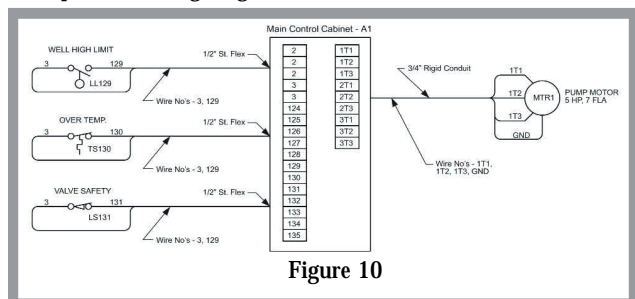 Main Control Cabinet - A1
WELL HIGH LIMIT
3
129
LL129
1/2" St. Flex
Wire No's - 3, 129
OVER TEMP.
3
130
TS130
1/2" St. Flex
Wire No's - 3, 129
VALVE SAFETY
3
131
LS131
1/2" St. Flex
Wire No's - 3, 129
2
2
2
3
3
124
125
126
127
128
129
130
131
132
133
134
135
1T1
1T2
1T3
2T1
2T2
2T3
3T1
3T2
3T3
3/4" Rigid Conduit
Wire No's - 1T1,
1T2, 1T3, GND
1T1
1T2
1T3
GND
MTR1
PUMP MOTOR
5 HP, 7 FLA
Figure 10